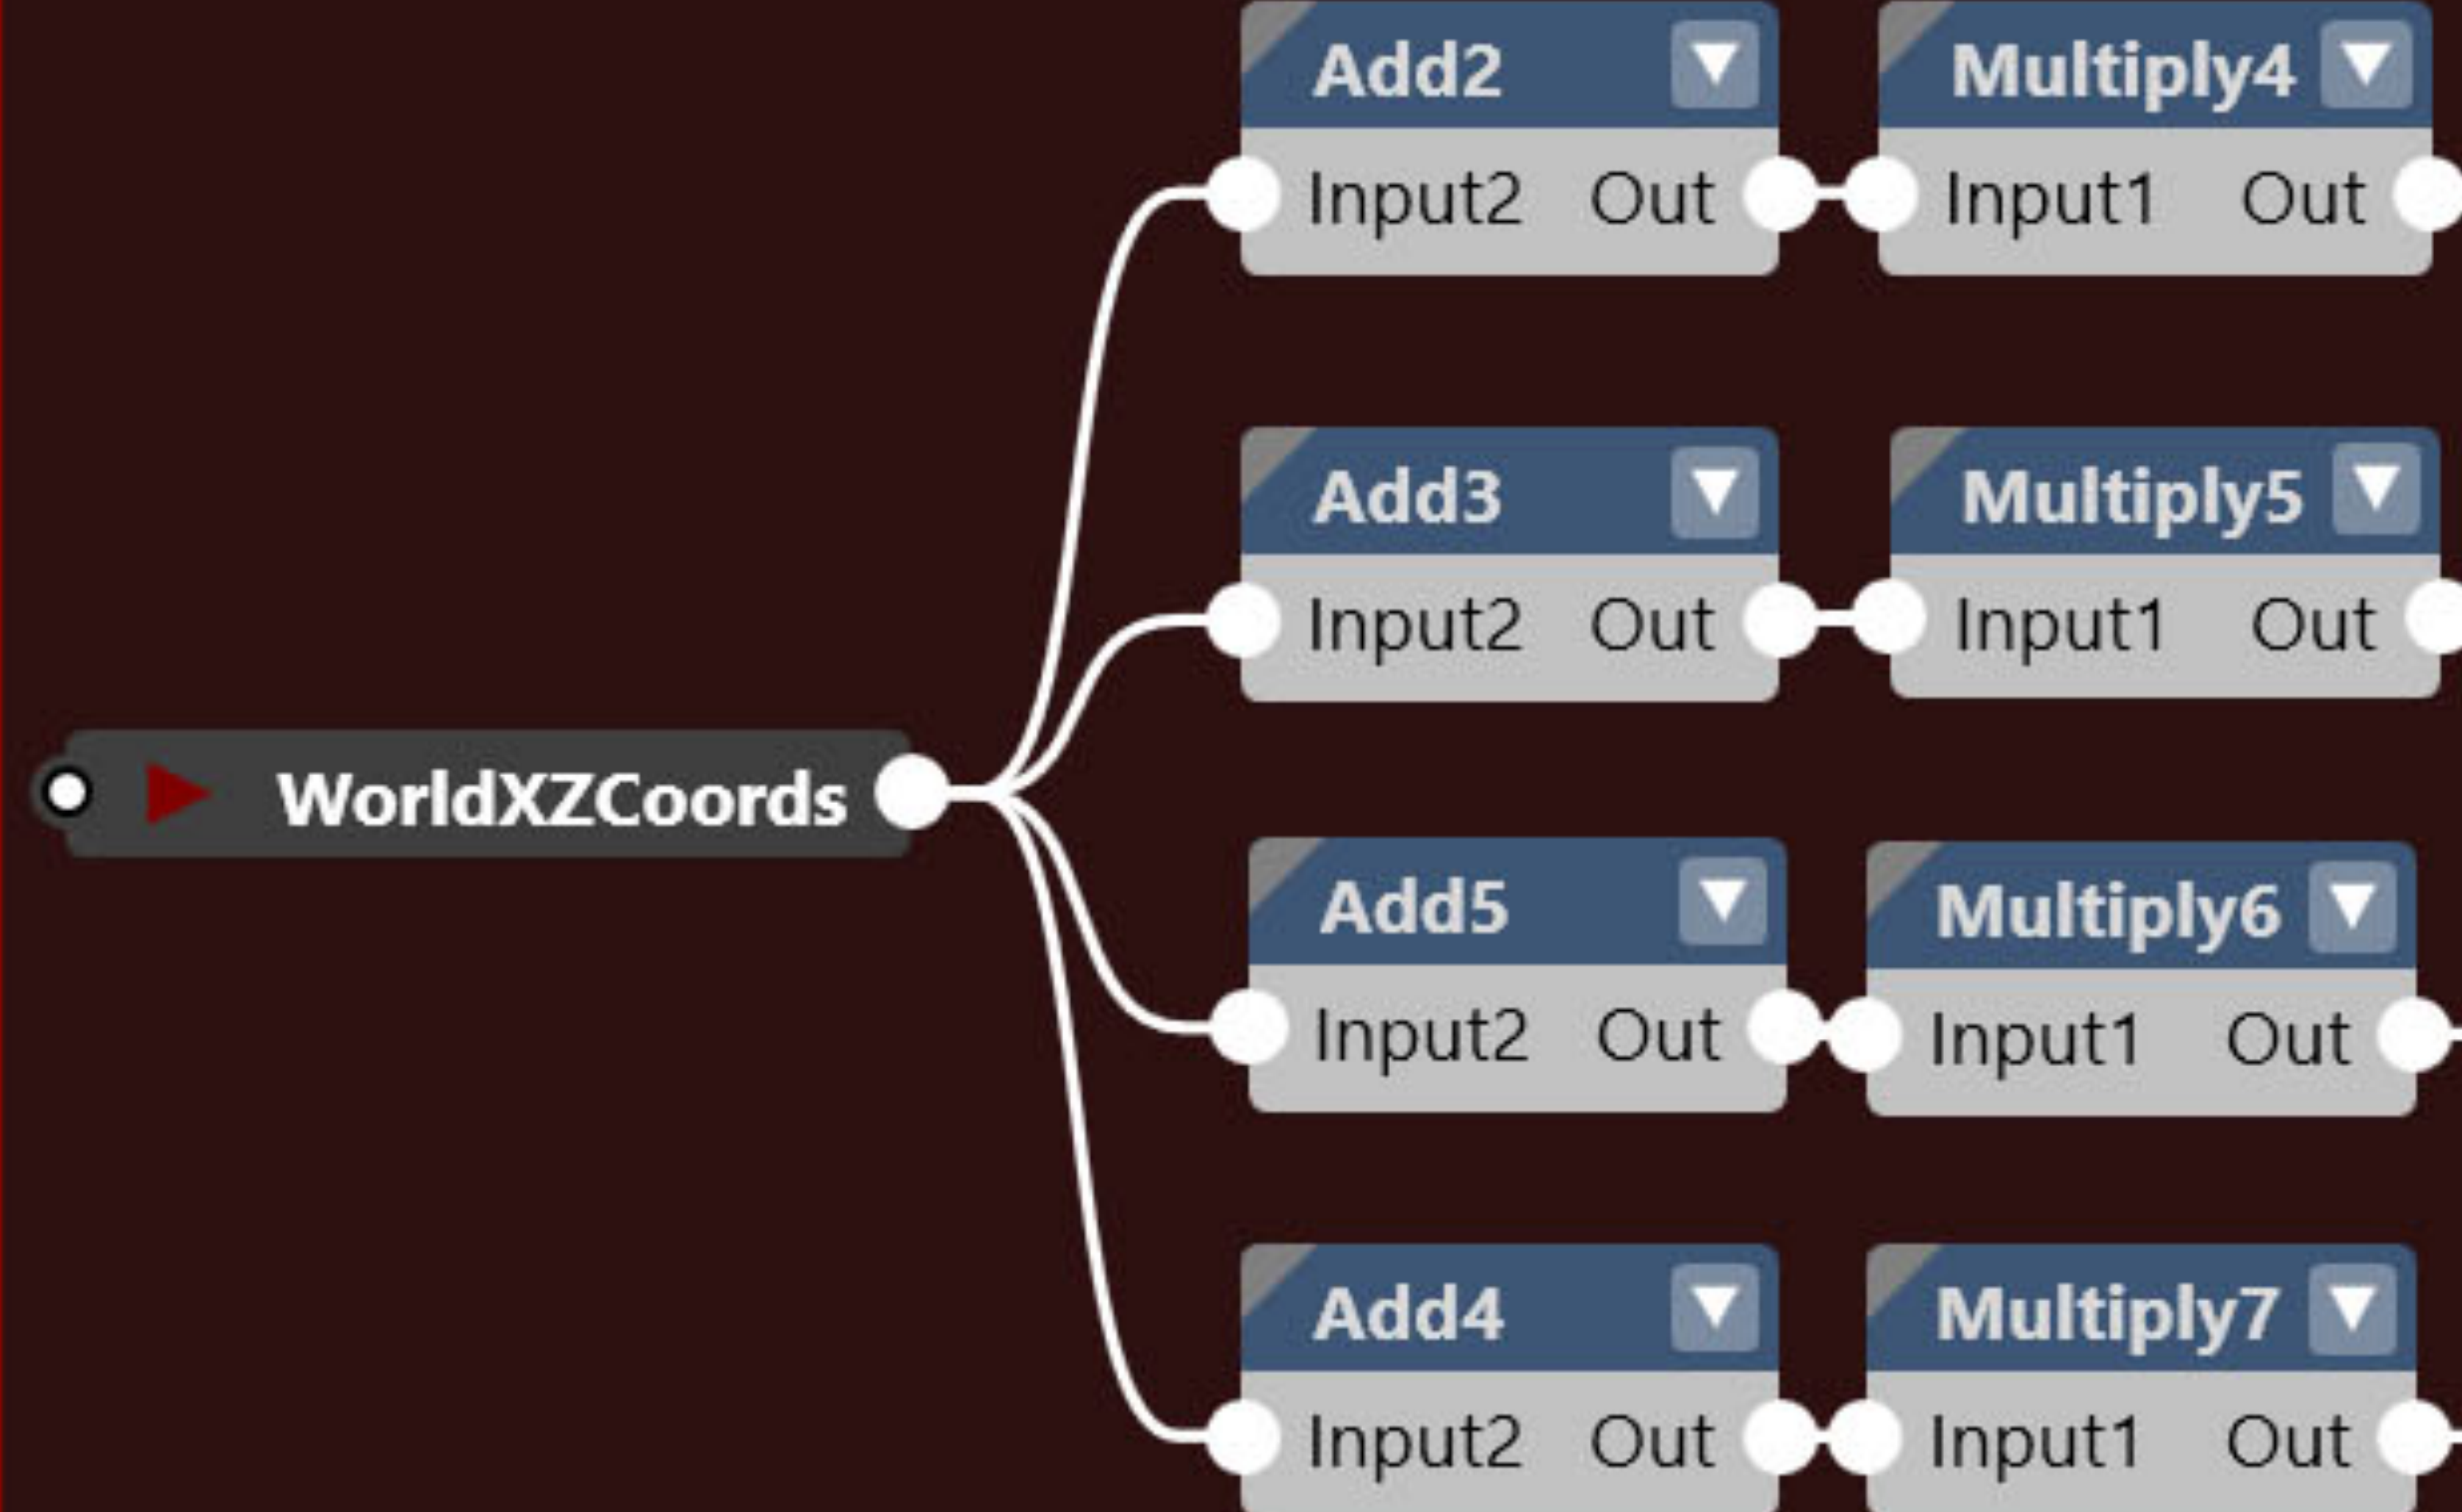 Add2
Multiply4
Input2 Out
Input1 Out
Add3
Multiply5
Input2 Out
Input1 Out
WorldXZCoords
Add5
Multiply6
Input2 Out
Input1 Out
Add4
Multiply7
Input2 Out
Input1 Out